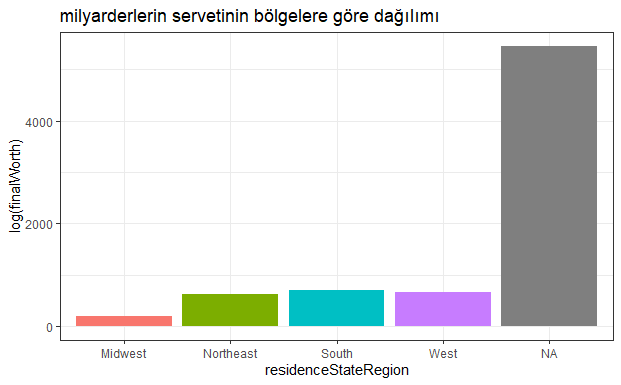 milyarderlerin servetinin bölgelere göre dağılımı
log(finalWorth)
4000
2000
0
Midwest
Northeast
South
West
NA
residenceStateRegion